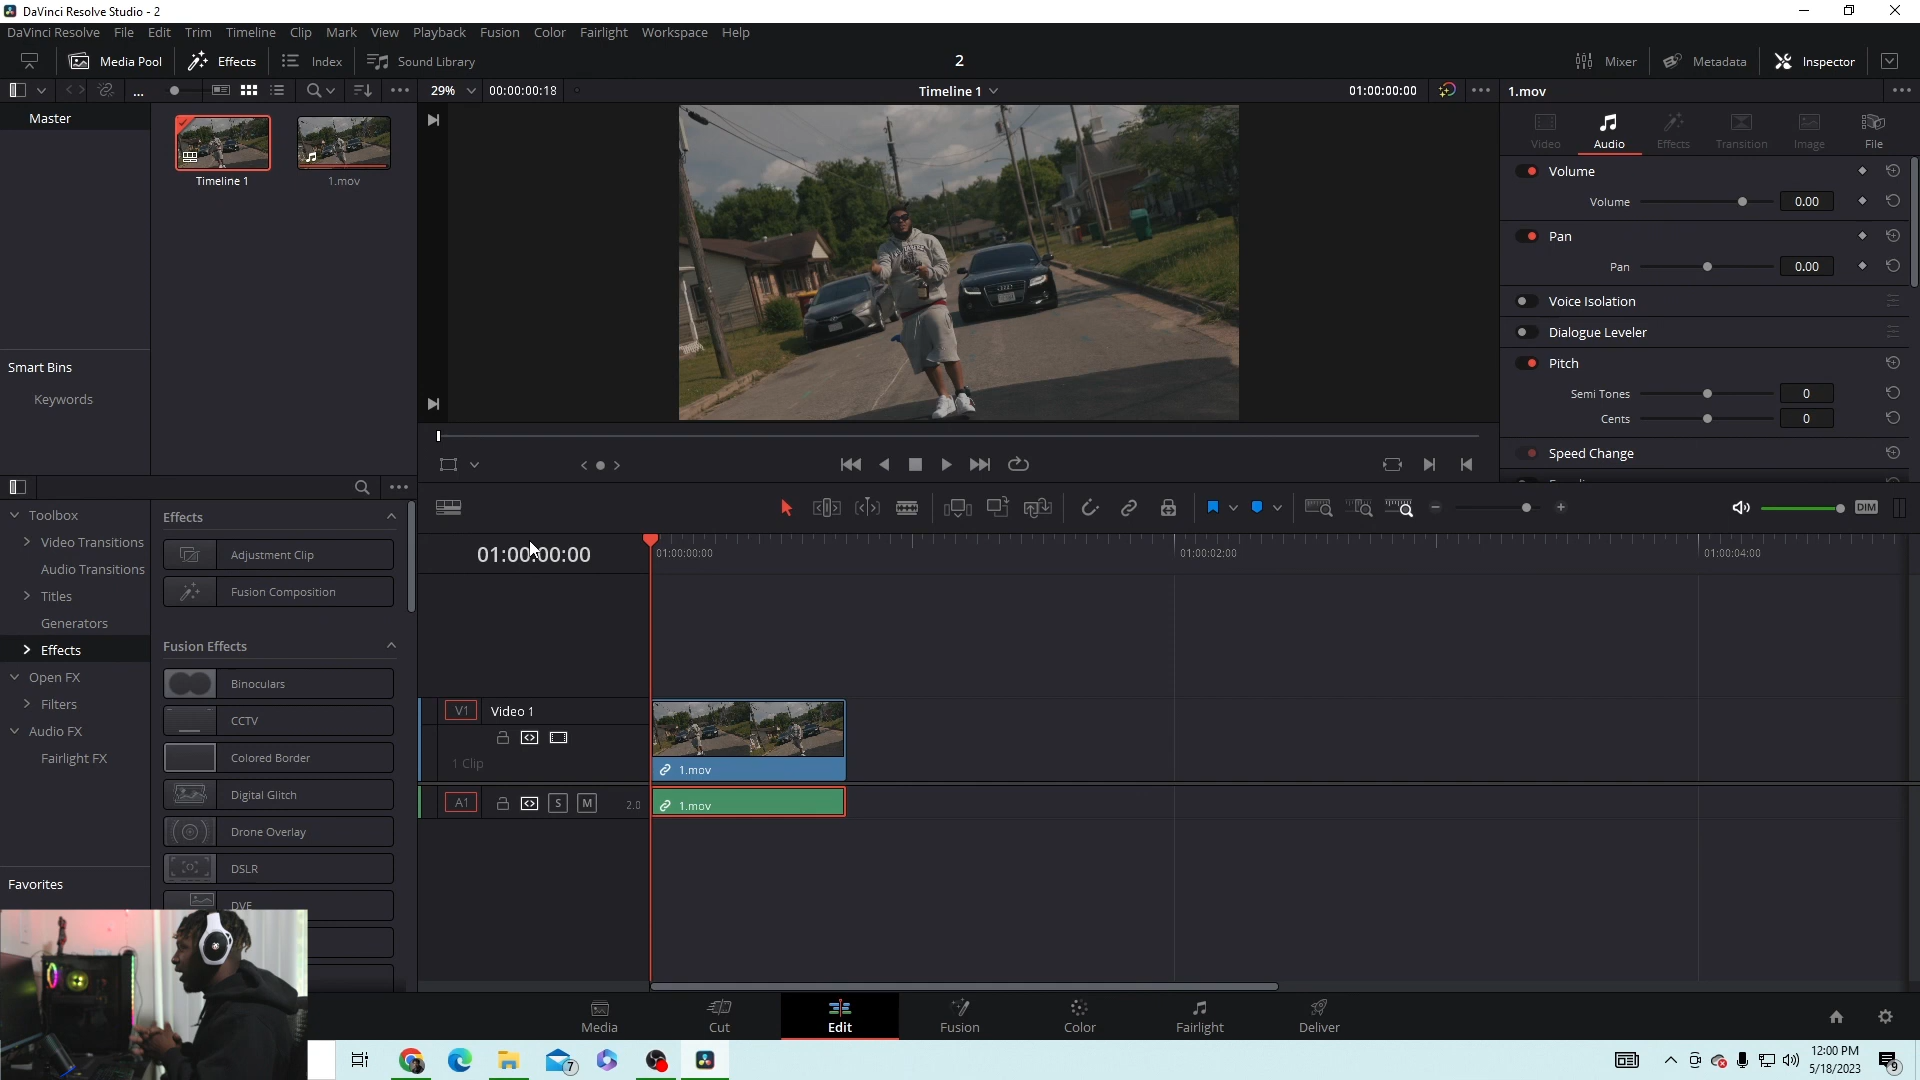 DaVinci Resolve Studio - 2
DaVinci Resolve File Edit Trim Timeline Clip Mark View Playback Fusion Color Fairlight Workspace Help
Media Pool Effects Index Sound Library 2 Mixer Metadata Inspector
... 29% 00:00:00:18 Timeline 1 01:00:00:00 1.mov
Master
Timeline 1 1.mov
Smart Bins
Keywords
Video Audio Effects Transition Image File
Volume
Volume 0.00
Pan
Pan 0.00
Voice Isolation
Dialogue Leveler
Pitch
Semi Tones 0
Cents 0
Speed Change
DIM
Toolbox
Video Transitions
Audio Transitions
Titles
Generators
Effects
Open FX
Filters
Audio FX
Fairlight FX
Favorites
Effects
Adjustment Clip
Fusion Composition
Fusion Effects
Binoculars
CCTV
Colored Border
Digital Glitch
Drone Overlay
DSLR
DVE
01:00:00:00
01:00:00:00 01:00:02:00 01:00:04:00
V1 Video 1
1 Clip
1.mov
A1 S M 2.0
1.mov
Media Cut Edit Fusion Color Fairlight Deliver
7
12:00 PM
5/18/2023
9